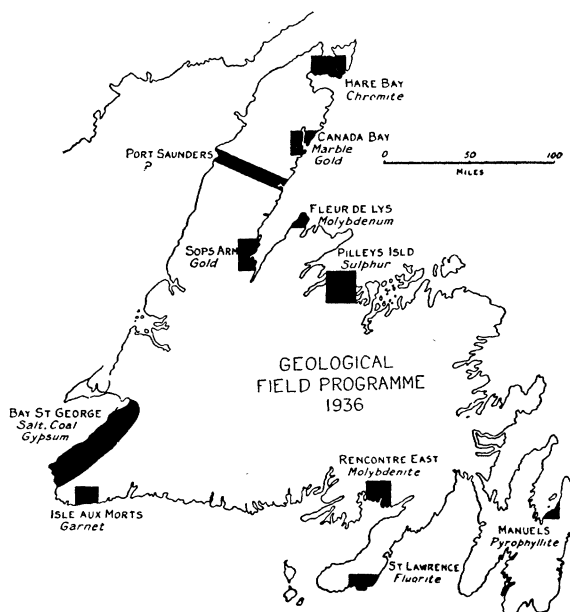 HARE BAY
Chromite
CANADA BAY
Marble
Gold
PORT SAUNDERS
?
0 50 100
MILES
FLEUR DE LYS
Molybdenum
SOPS ARM
Gold
PILLEYS ISLD
Sulphur
GEOLOGICAL
FIELD PROGRAMME
1936
BAY ST GEORGE
Salt, Coal
Gypsum
RENCONTRE EAST
Molybdenite
ISLE AUX MORTS
Garnet
MANUELS
Pyrophyllite
ST LAWRENCE
Fluorite